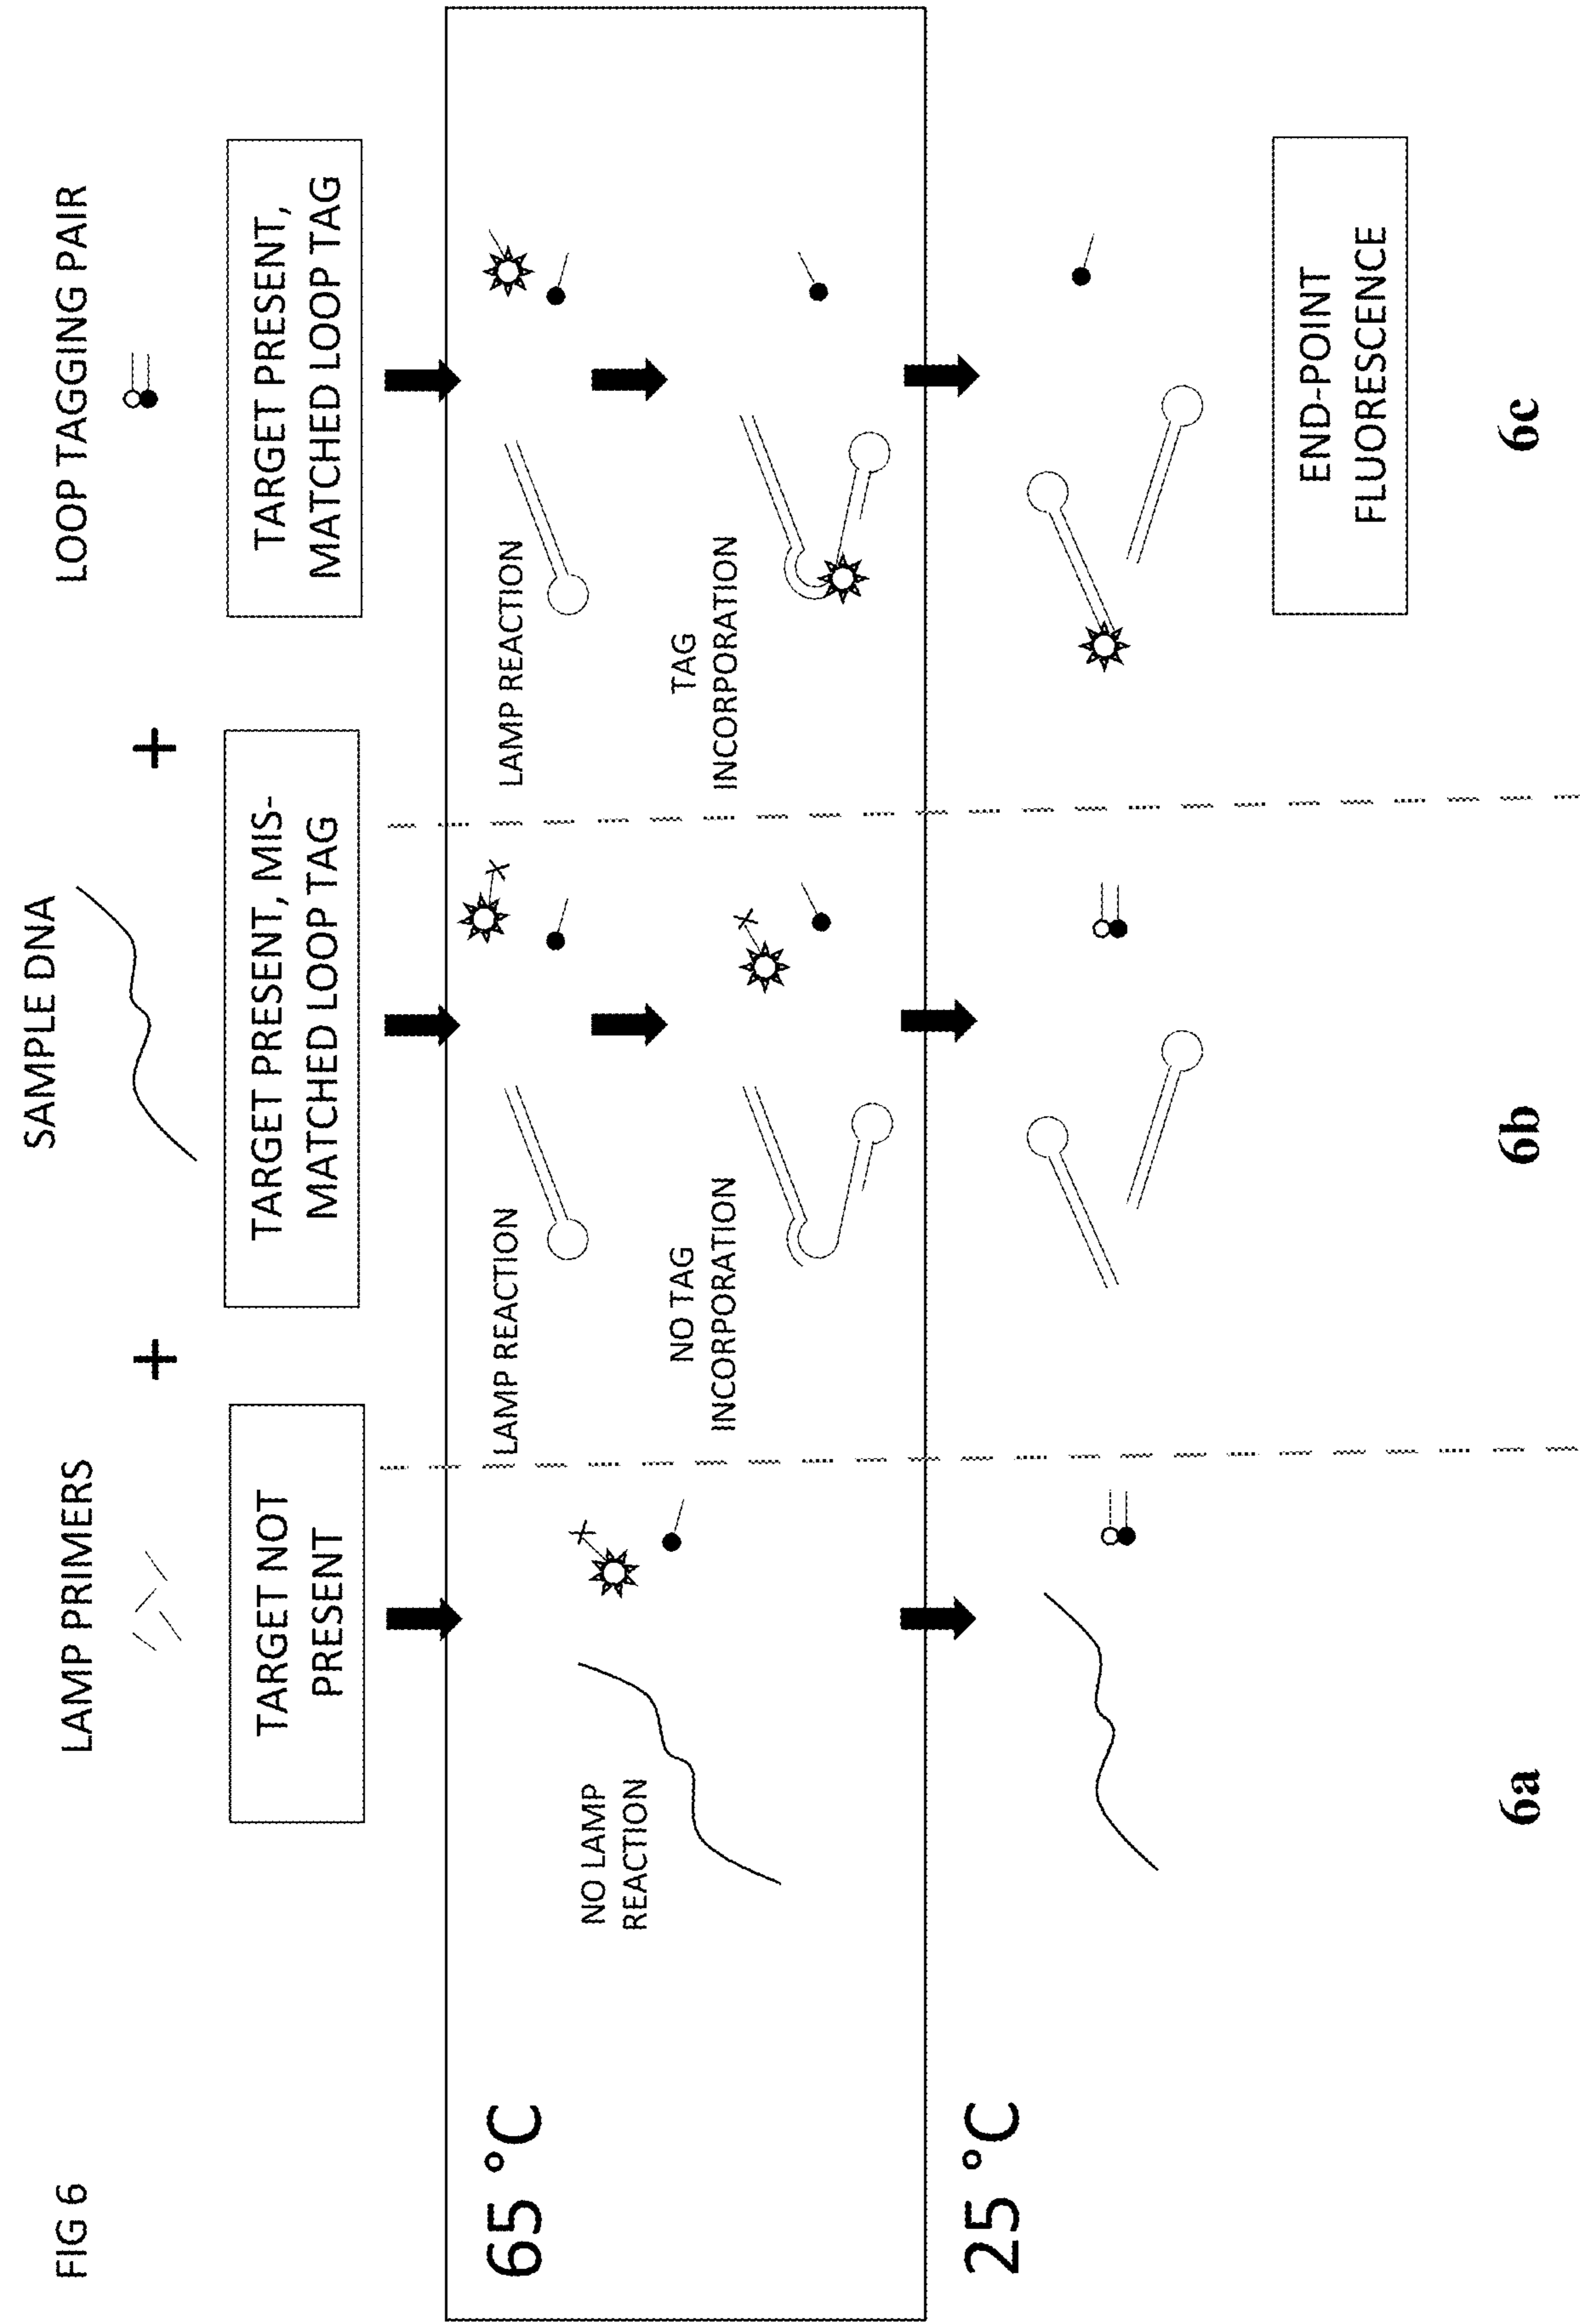 FIG 6
LAMP PRIMERS
+
SAMPLE DNA
+
LOOP TAGGING PAIR
TARGET NOT
PRESENT
TARGET PRESENT, MIS-
MATCHED LOOP TAG
TARGET PRESENT,
MATCHED LOOP TAG
65 °C
NO LAMP
REACTION
LAMP REACTION
NO TAG
INCORPORATION
LAMP REACTION
TAG
INCORPORATION
25 °C
END-POINT
FLUORESCENCE
6a
6b
6c